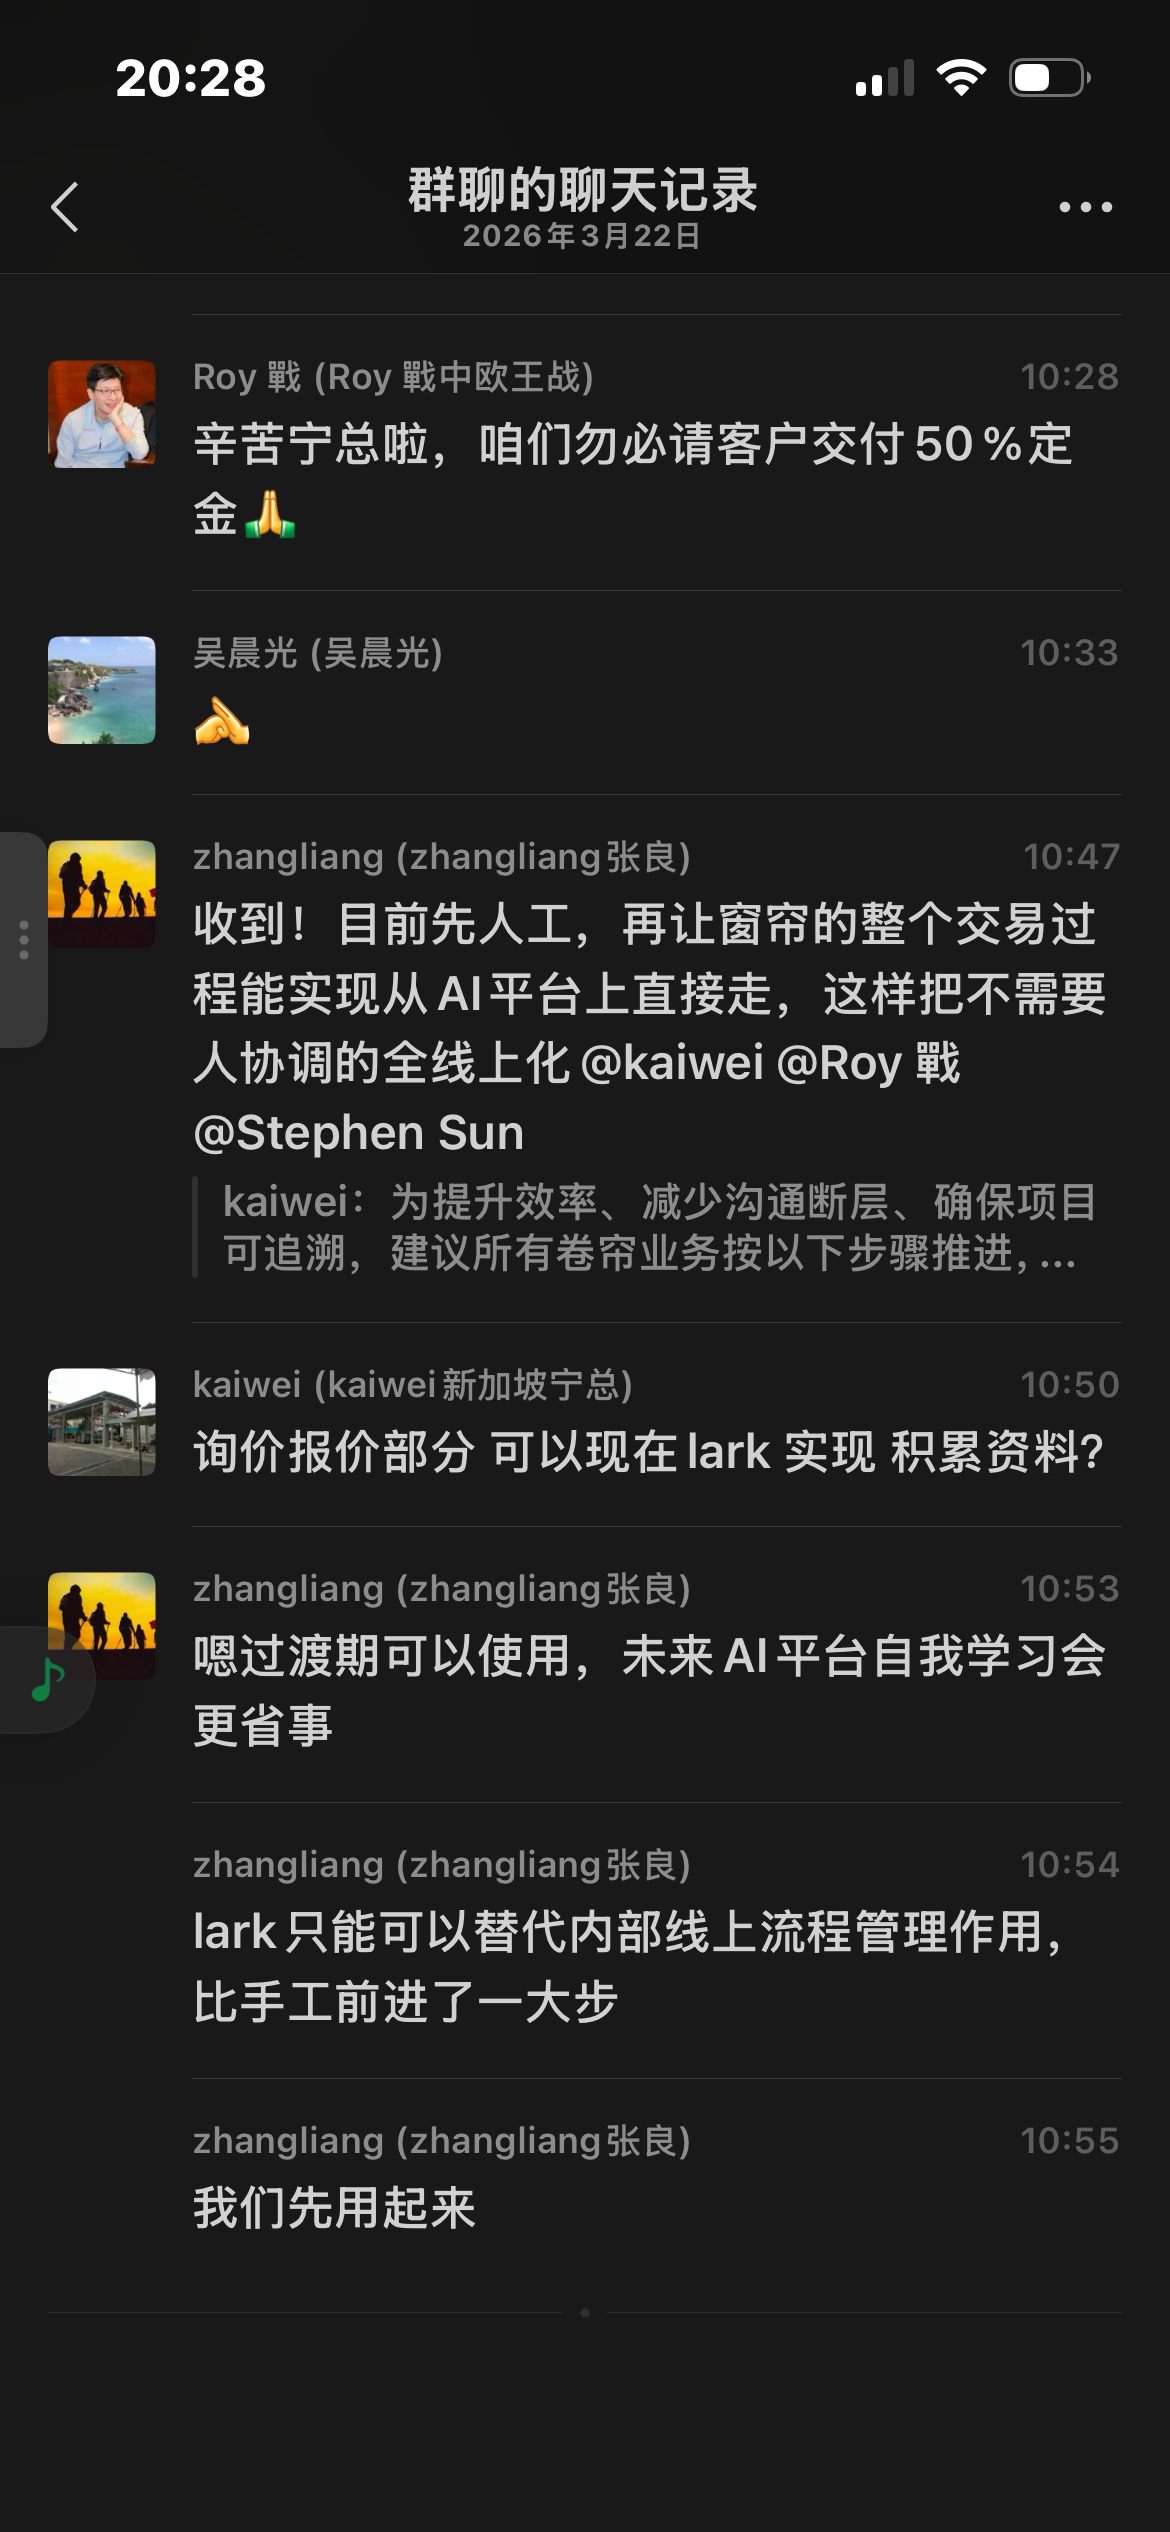 20:28
群聊的聊天记录
2026年3月22日
Roy 戰 (Roy 戰中欧王战)
10:28
辛苦宁总啦，咱们勿必请客户交付50%定
金🙏
吴晨光 (吴晨光)
10:33
zhangliang (zhangliang张良)
10:47
收到！目前先人工，再让窗帘的整个交易过
程能实现从AI平台上直接走，这样把不需要
人协调的全线上化 @kaiwei @Roy 戰
@Stephen Sun
kaiwei：为提升效率、减少沟通断层、确保项目
可追溯，建议所有卷帘业务按以下步骤推进，...
kaiwei (kaiwei新加坡宁总)
10:50
询价报价部分 可以现在lark 实现 积累资料?
zhangliang (zhangliang张良)
10:53
嗯过渡期可以使用，未来AI平台自我学习会
更省事
zhangliang (zhangliang张良)
10:54
lark只能可以替代内部线上流程管理作用，
比手工前进了一大步
zhangliang (zhangliang张良)
10:55
我们先用起来